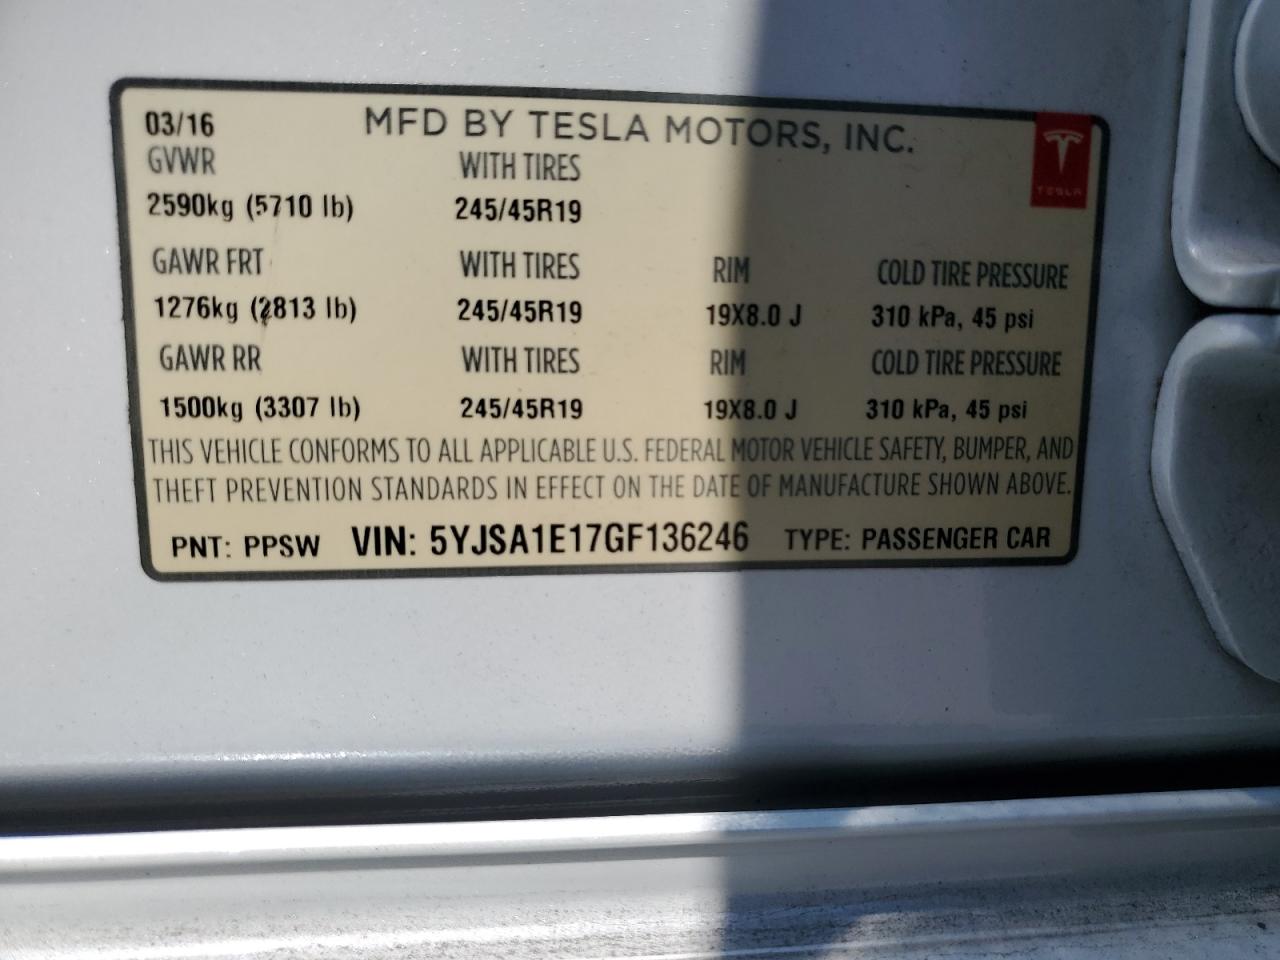 03/16 MFD BY TESLA MOTORS, INC.
TESLA
GVWR WITH TIRES
2590kg (5710 lb) 245/45R19
GAWR FRT WITH TIRES RIM COLD TIRE PRESSURE
1276kg (2813 lb) 245/45R19 19X8.0 J 310 kPa, 45 psi
GAWR RR WITH TIRES RIM COLD TIRE PRESSURE
1500kg (3307 lb) 245/45R19 19X8.0 J 310 kPa, 45 psi
THIS VEHICLE CONFORMS TO ALL APPLICABLE U.S. FEDERAL MOTOR VEHICLE SAFETY, BUMPER, AND
THEFT PREVENTION STANDARDS IN EFFECT ON THE DATE OF MANUFACTURE SHOWN ABOVE.
PNT: PPSW VIN: 5YJSA1E17GF136246 TYPE: PASSENGER CAR